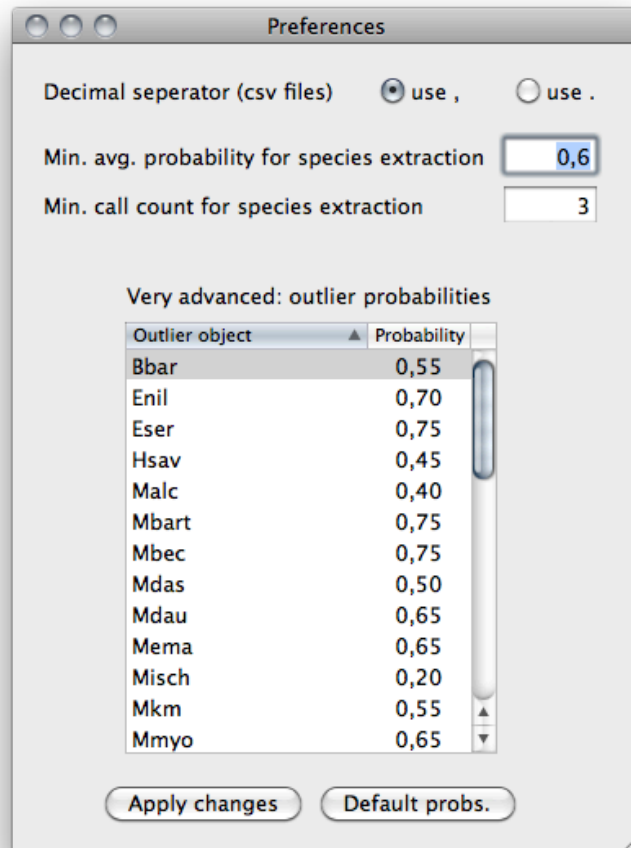 Preferences
Decimal seperator (csv files) use , use .
Min. avg. probability for species extraction 0,6
Min. call count for species extraction 3
Very advanced: outlier probabilities
Outlier object Probability
Bbar 0,55
Enil 0,70
Eser 0,75
Hsav 0,45
Malc 0,40
Mbart 0,75
Mbec 0,75
Mdas 0,50
Mdau 0,65
Mema 0,65
Misch 0,20
Mkm 0,55
Mmyo 0,65
Apply changes Default probs.